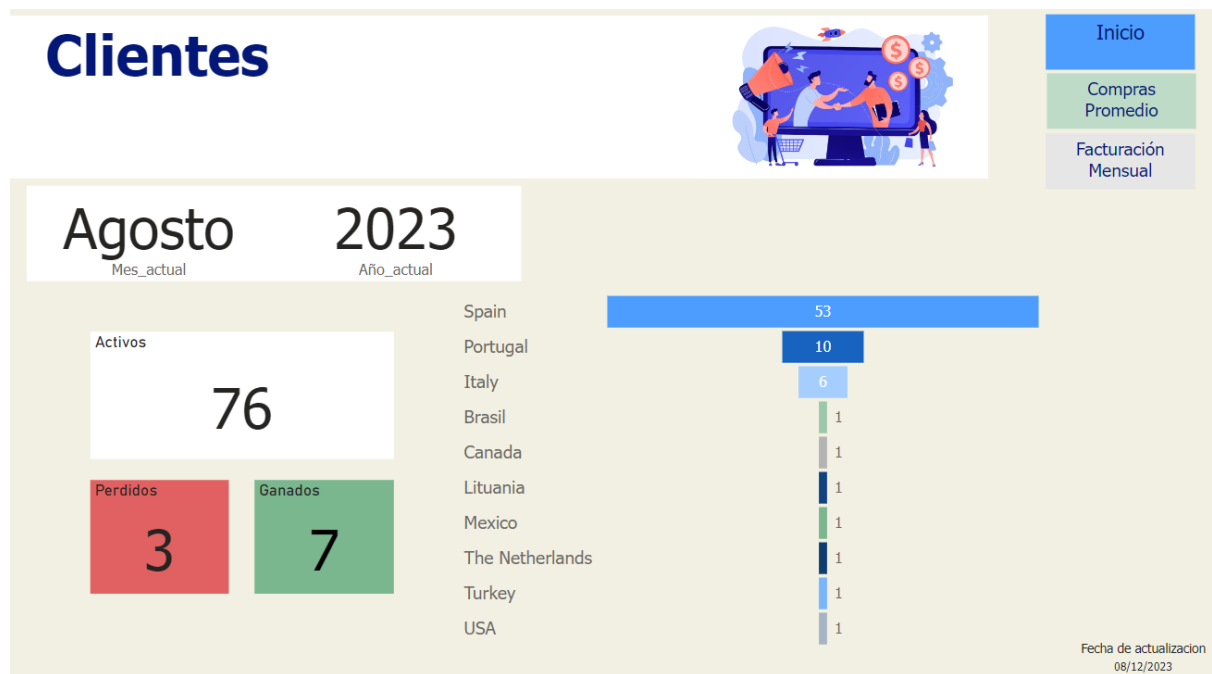 Clientes
Inicio
Compras
Promedio
Facturación
Mensual
Agosto
Mes_actual
2023
Año_actual
Activos
76
Perdidos
3
Ganados
7
Spain 53
Portugal 10
Italy 6
Brasil 1
Canada 1
Lituania 1
Mexico 1
The Netherlands 1
Turkey 1
USA 1
Fecha de actualizacion
08/12/2023